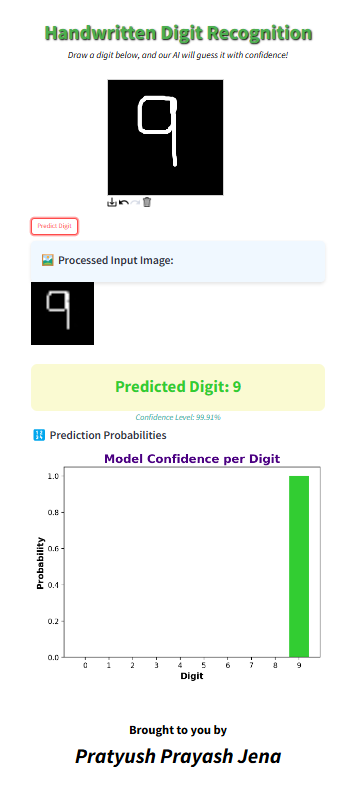 Handwritten Digit Recognition
Draw a digit below, and our AI will guess it with confidence!
9
Predict Digit
Processed Input Image:
9
Predicted Digit: 9
Confidence Level: 99.91%
Prediction Probabilities
Model Confidence per Digit
1.0
0.8
0.6
0.4
0.2
0.0
Probability
0 1 2 3 4 5 6 7 8 9
Digit
Brought to you by
Pratyush Prayash Jena